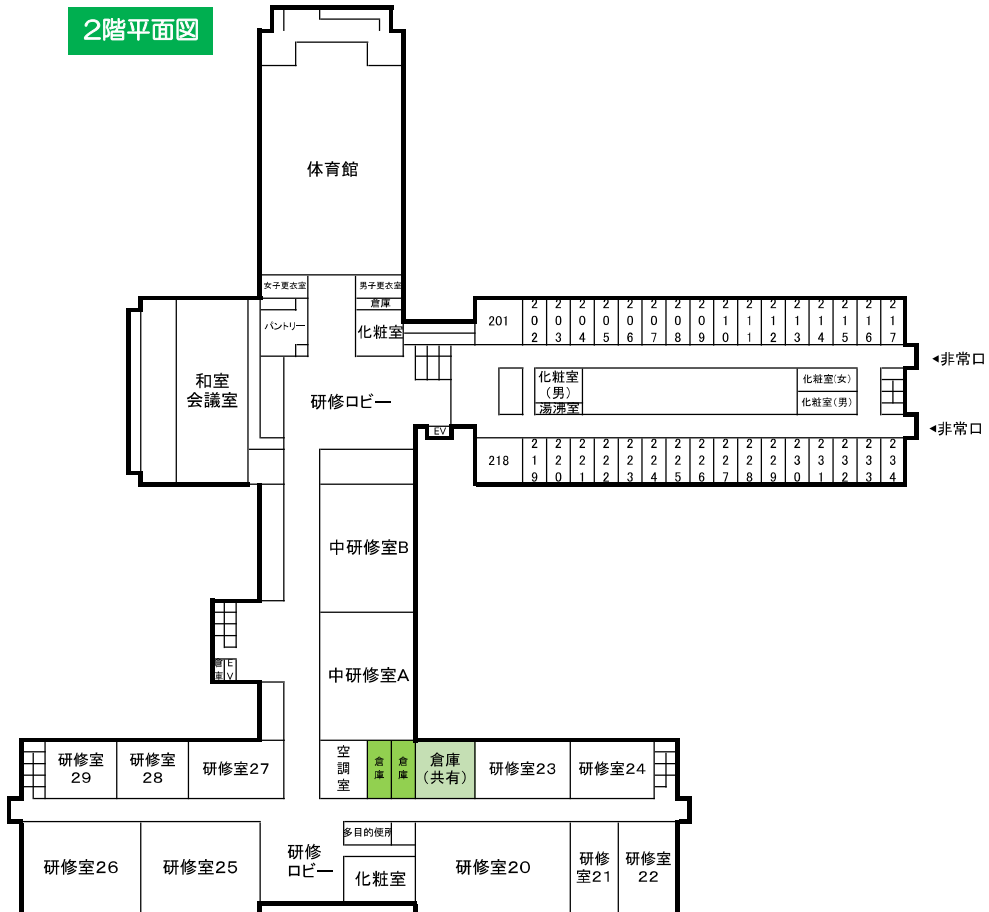 2階平面図
体育館
女子更衣室
男子更衣室
倉庫
パントリー
化粧室
201
202
203
204
205
206
207
208
209
210
211
212
213
214
215
216
217
和室
会議室
研修ロビー
化粧室
(男)
湯沸室
化粧室(女)
化粧室(男)
◂非常口
◂非常口
EV
218
219
220
221
222
223
224
225
226
227
228
229
230
231
232
233
234
中研修室B
中研修室A
倉庫
EV
研修室
29
研修室
28
研修室27
空調室
倉庫
倉庫
倉庫
(共有)
研修室23
研修室24
研修室26
研修室25
研修
ロビー
多目的便所
化粧室
研修室20
研修
室21
研修室
22